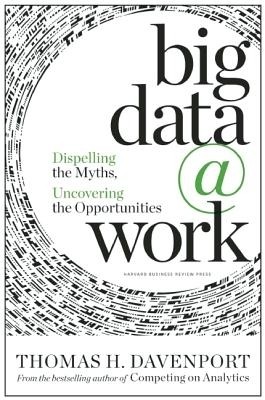 big
data
@
work
Dispelling
the Myths,
Uncovering
the Opportunities
HARVARD BUSINESS REVIEW PRESS
THOMAS H. DAVENPORT
From the bestselling author of Competing on Analytics